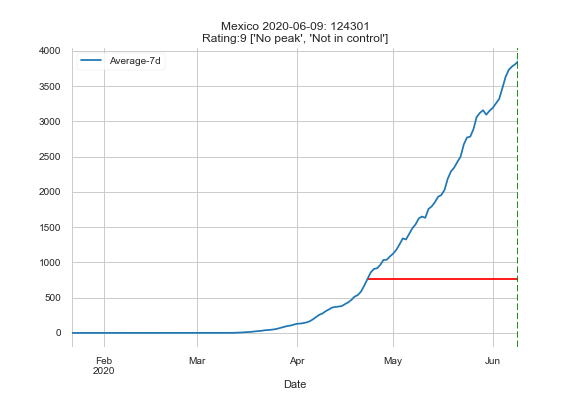 Mexico 2020-06-09: 124301
Rating:9 ['No peak', 'Not in control']
Average-7d
4000
3500
3000
2500
2000
1500
1000
500
0
Feb Mar Apr May Jun
2020
Date